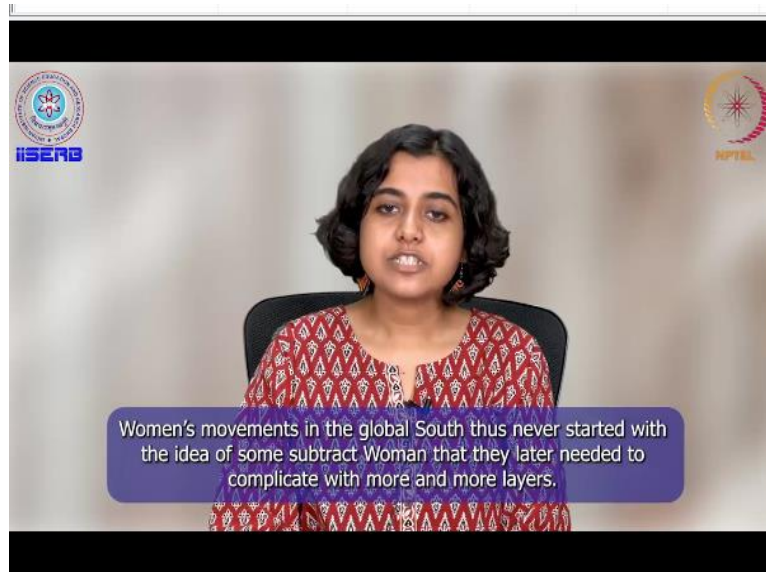 IISERB
NPTEL
Women's movements in the global South thus never started with
the idea of some subtract Woman that they later needed to
complicate with more and more layers.